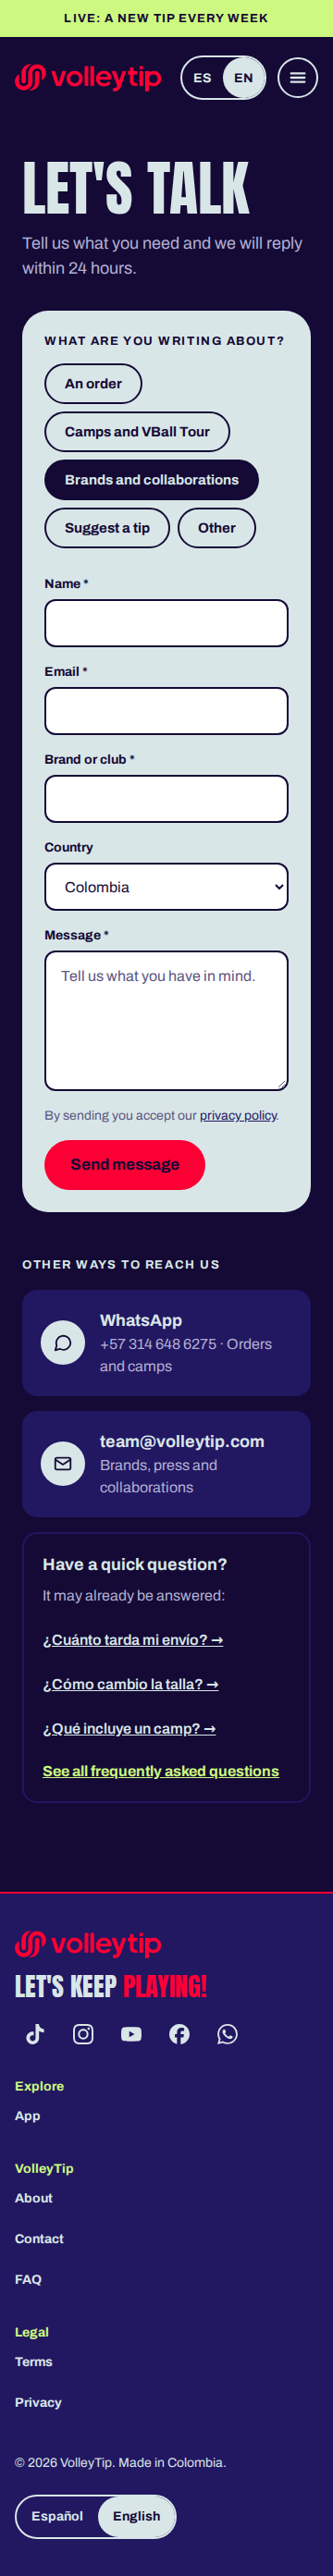 LIVE: A NEW TIP EVERY WEEK
volleytip
ES EN
LET'S TALK
Tell us what you need and we will reply
within 24 hours.
WHAT ARE YOU WRITING ABOUT?
An order
Camps and VBall Tour
Brands and collaborations
Suggest a tip Other
Name *
Email *
Brand or club *
Country
Colombia
Message *
Tell us what you have in mind.
By sending you accept our privacy policy.
Send message
OTHER WAYS TO REACH US
WhatsApp
+57 314 648 6275 · Orders
and camps
team@volleytip.com
Brands, press and
collaborations
Have a quick question?
It may already be answered:
¿Cuánto tarda mi envío? →
¿Cómo cambio la talla? →
¿Qué incluye un camp? →
See all frequently asked questions
volleytip
LET'S KEEP PLAYING!
Explore
App
VolleyTip
About
Contact
FAQ
Legal
Terms
Privacy
© 2026 VolleyTip. Made in Colombia.
Español English